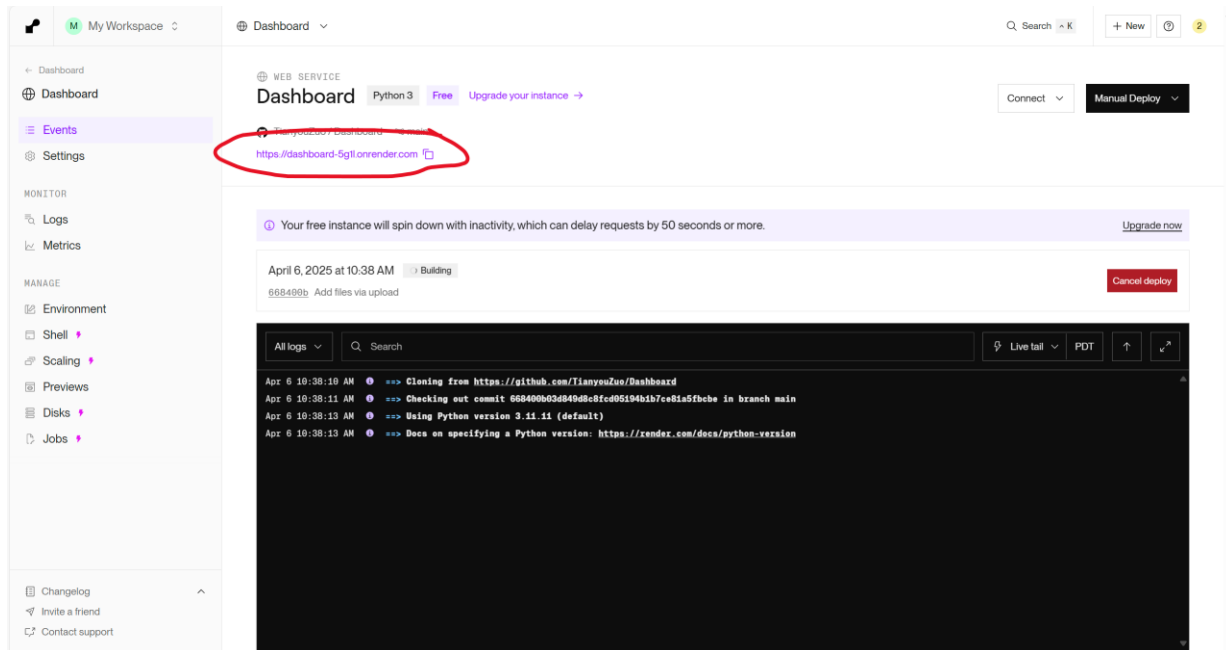 M My Workspace
Dashboard
Search ^ K
+ New
2
← Dashboard
Dashboard
Events
Settings
MONITOR
Logs
Metrics
MANAGE
Environment
Shell
Scaling
Previews
Disks
Jobs
Changelog
Invite a friend
Contact support
WEB SERVICE
Dashboard Python 3 Free Upgrade your instance →
Connect
Manual Deploy
TianyouZuo / Dashboard main
https://dashboard-5g1l.onrender.com
Your free instance will spin down with inactivity, which can delay requests by 50 seconds or more.
Upgrade now
April 6, 2025 at 10:38 AM Building
668400b Add files via upload
Cancel deploy
All logs
Search
Live tail
PDT
Apr 6 10:38:10 AM ==> Cloning from https://github.com/TianyouZuo/Dashboard
Apr 6 10:38:11 AM ==> Checking out commit 668400b03d849d8c8fcd05194b1b7ce81a5fbcbe in branch main
Apr 6 10:38:13 AM ==> Using Python version 3.11.11 (default)
Apr 6 10:38:13 AM ==> Docs on specifying a Python version: https://render.com/docs/python-version